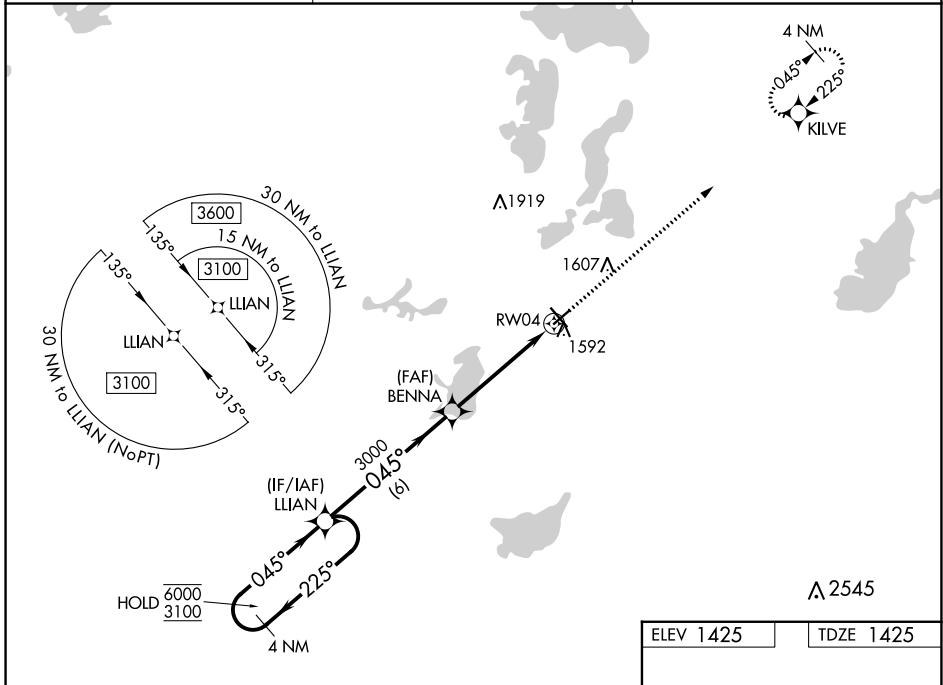 4 NM
045°
225°
KILVE
30 NM to LLIAN
3600
1919
135°
15 NM to LLIAN
3100
135°
LLIAN
1607
LLIAN
RW04
1592
3100
315°
315°
30 NM to LLIAN (NoPT)
(FAF)
BENNA
3000
045°
(6)
(IF/IAF)
LLIAN
045°
225°
HOLD 6000
3100
4 NM
2545
ELEV 1425
TDZE 1425